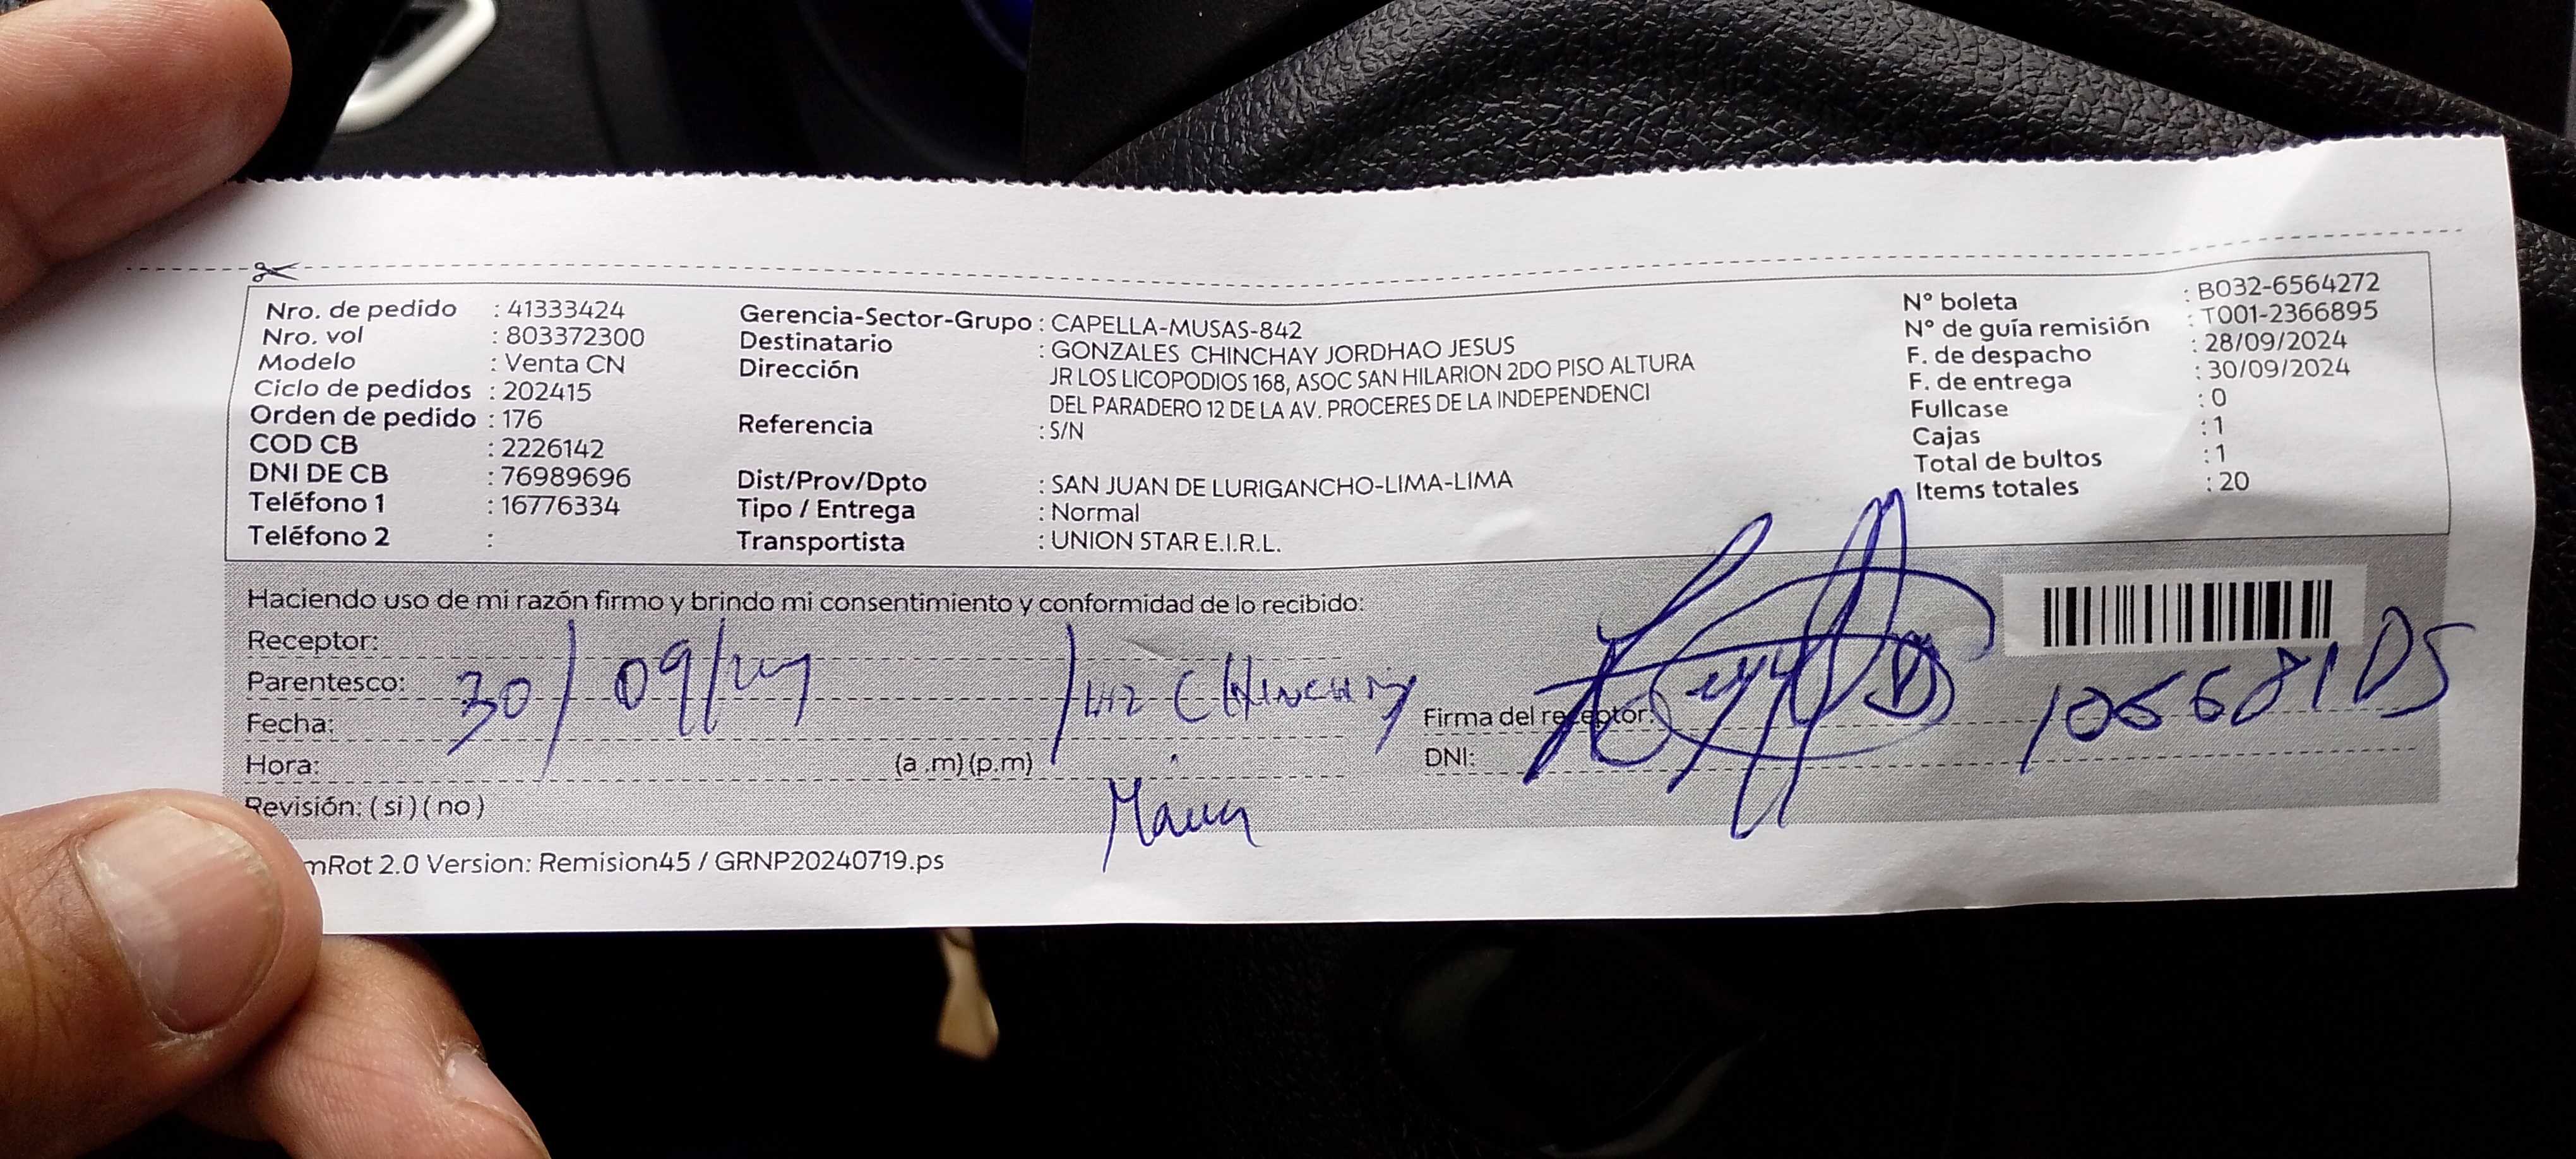 Nro. de pedido : 41333424
Nro. vol : 803372300
Modelo : Venta CN
Ciclo de pedidos : 202415
Orden de pedido : 176
COD CB : 2226142
DNI DE CB : 76989696
Teléfono 1 : 16776334
Teléfono 2 :
Gerencia-Sector-Grupo : CAPELLA-MUSAS-842
Destinatario : GONZALES CHINCHAY JORDHAO JESUS
Dirección JR LOS LICOPODIOS 168, ASOC SAN HILARION 2DO PISO ALTURA
DEL PARADERO 12 DE LA AV. PROCERES DE LA INDEPENDENCI
Referencia : S/N
Dist/Prov/Dpto : SAN JUAN DE LURIGANCHO-LIMA-LIMA
Tipo / Entrega : Normal
Transportista : UNION STAR E.I.R.L.
N° boleta : B032-6564272
N° de guía remisión : T001-2366895
F. de despacho : 28/09/2024
F. de entrega : 30/09/2024
Fullcase : 0
Cajas : 1
Total de bultos : 1
Items totales : 20
Haciendo uso de mi razón firmo y brindo mi consentimiento y conformidad de lo recibido:
Receptor:
Parentesco:
30/09/24
Luz Chinchay
Fecha:
Hora: (a .m) (p.m)
Revisión: ( si ) ( no )
Firma del receptor:
DNI:
mRot 2.0 Version: Remision45 / GRNP20240719.ps